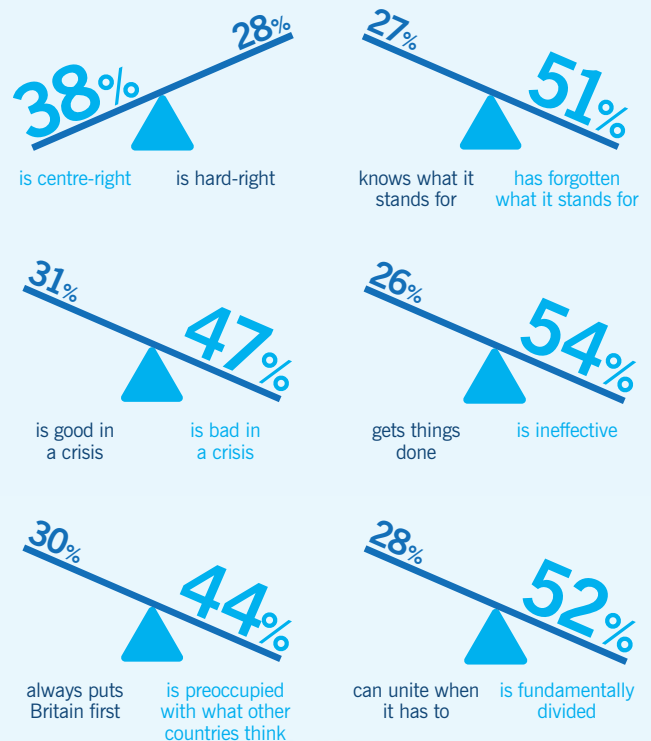 38%
28%
is centre-right
is hard-right
27%
51%
knows what it
stands for
has forgotten
what it stands for
31%
47%
is good in
a crisis
is bad in
a crisis
26%
54%
gets things
done
is ineffective
30%
44%
always puts
Britain first
is preoccupied
with what other
countries think
28%
52%
can unite when
it has to
is fundamentally
divided